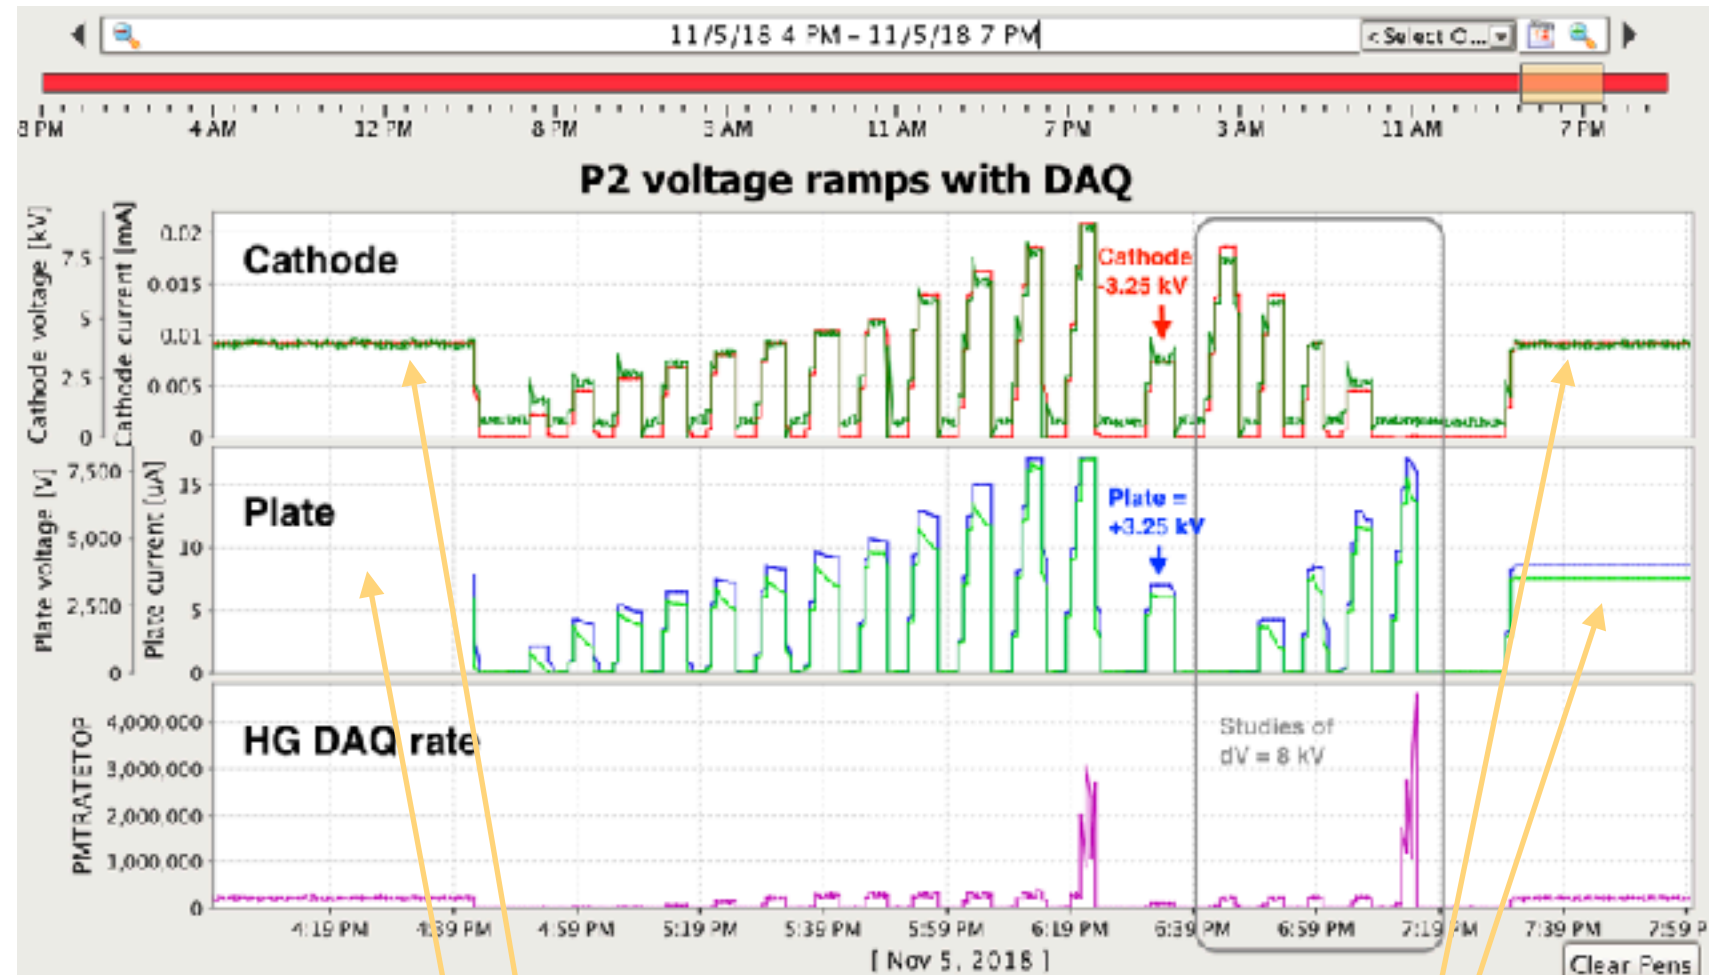 11/5/18 4 PM – 11/5/18 7 PM
< Select C...
8 PM 4 AM 12 PM 8 PM 3 AM 11 AM 7 PM 3 AM 11 AM 7 PM
P2 voltage ramps with DAQ
Cathode voltage [kV]
7.5
5
2.5
0
Cathode current [mA]
0.02
0.015
0.01
0.005
0
Cathode
Cathode
-3.25 kV
Plate voltage [V]
7,500
5,000
2,500
0
Plate current [uA]
15
10
5
0
Plate
Plate =
+3.25 kV
PMTRATETOP
4,000,000
3,000,000
2,000,000
1,000,000
0
HG DAQ rate
Studies of
dV = 8 kV
4:19 PM 4:39 PM 4:59 PM 5:19 PM 5:39 PM 5:59 PM 6:19 PM 6:39 PM 6:59 PM 7:19 PM 7:39 PM 7:59 P
[ Nov 5, 2018 ]
Clear Pens